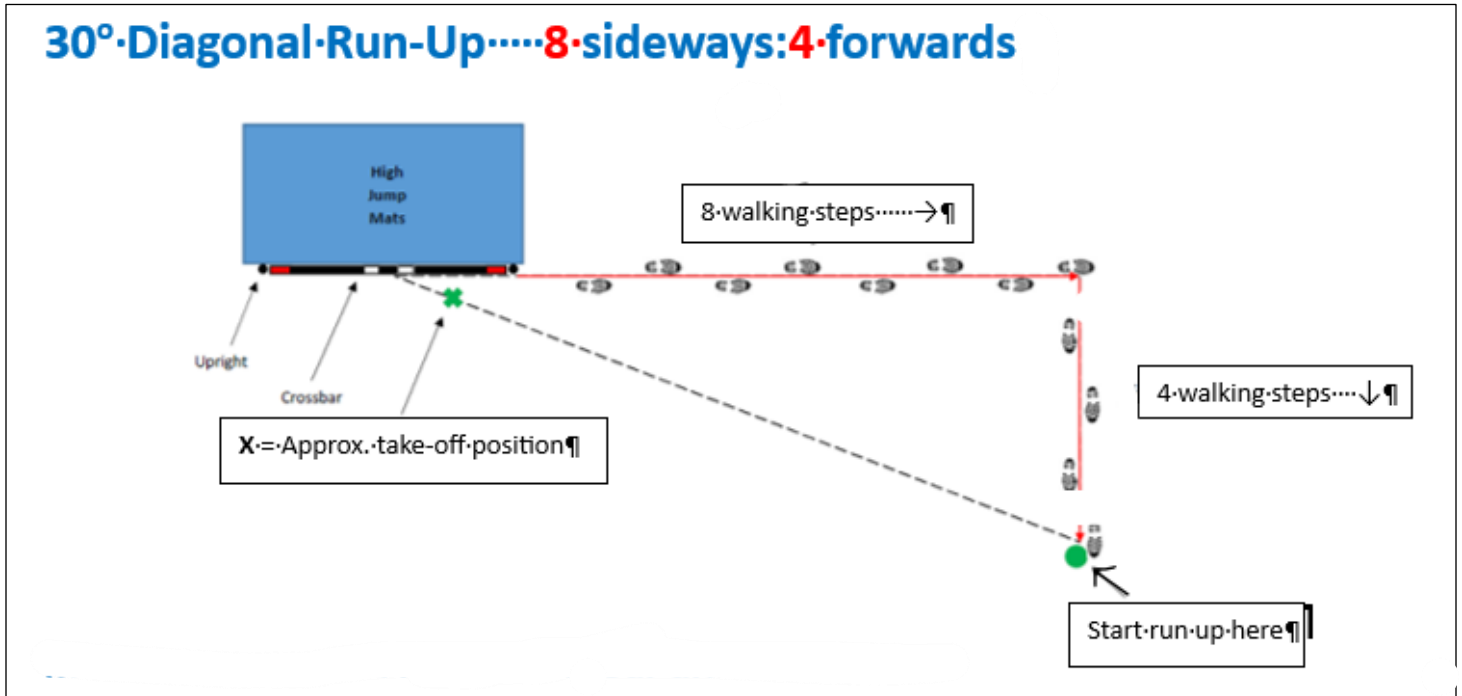 30°·Diagonal·Run-Up·····8·sideways:4·forwards
High
Jump
Mats
8·walking·steps······→¶
Upright
Crossbar
4·walking·steps····↓¶
X·=·Approx.·take-off·position¶
Start·run·up·here¶